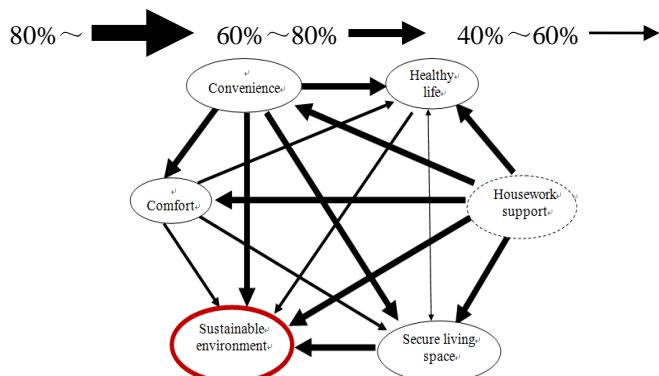 80%～ 60%～80% 40%～60%
Convenience
Healthy
life
Comfort
Housework
support
Sustainable
environment
Secure living
space